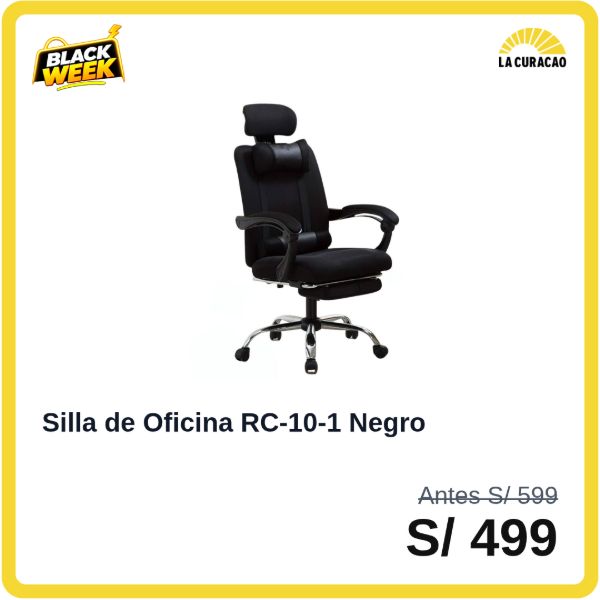 BLACK
WEEK
LA CURACAO
Silla de Oficina RC-10-1 Negro
Antes S/ 599
S/ 499